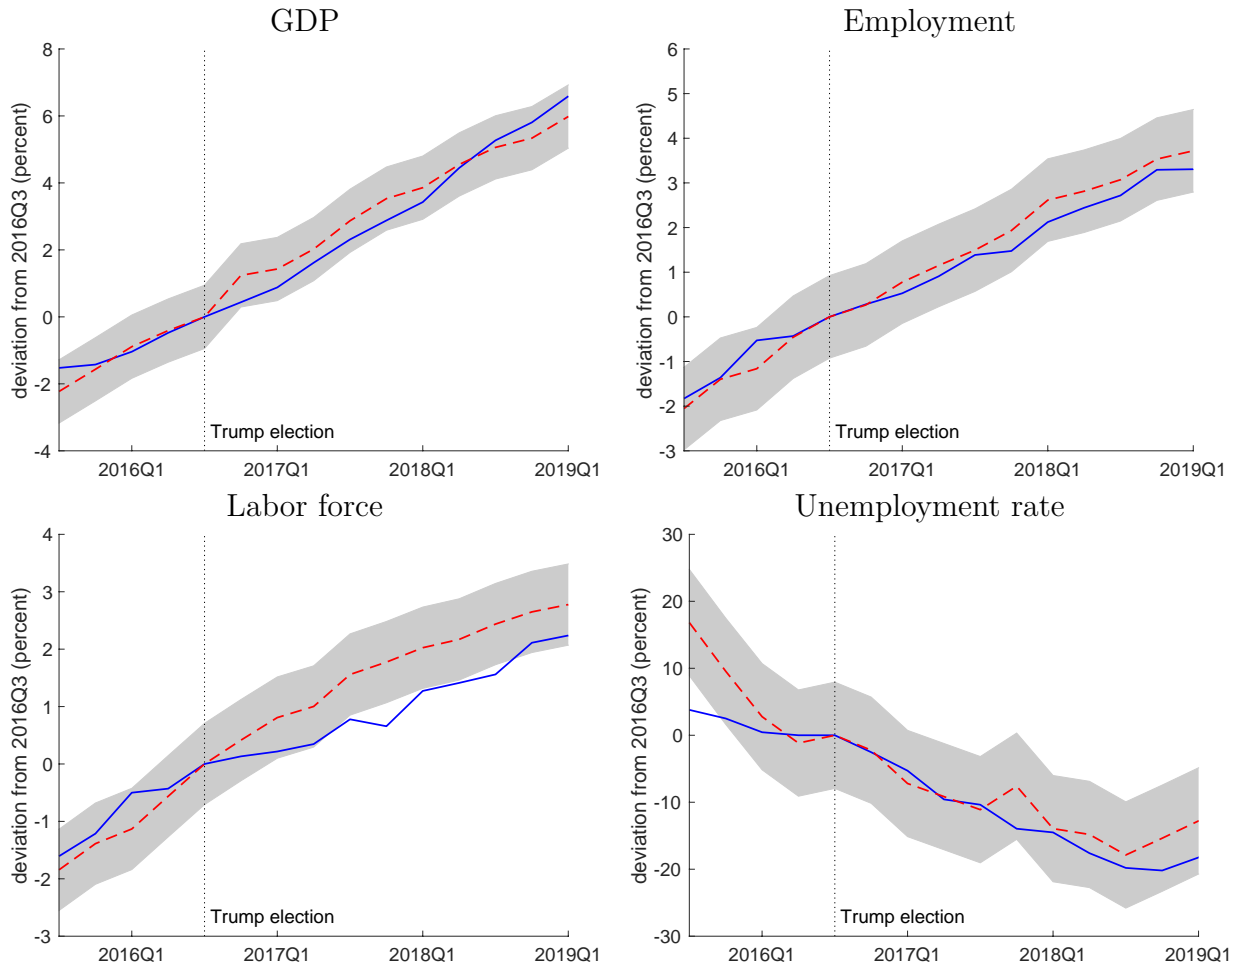 GDP
deviation from 2016Q3 (percent)
8
6
4
2
0
-2
-4
Trump election
2016Q1 2017Q1 2018Q1 2019Q1
Employment
deviation from 2016Q3 (percent)
6
5
4
3
2
1
0
-1
-2
-3
Trump election
2016Q1 2017Q1 2018Q1 2019Q1
Labor force
deviation from 2016Q3 (percent)
4
3
2
1
0
-1
-2
-3
Trump election
2016Q1 2017Q1 2018Q1 2019Q1
Unemployment rate
deviation from 2016Q3 (percent)
30
20
10
0
-10
-20
-30
Trump election
2016Q1 2017Q1 2018Q1 2019Q1